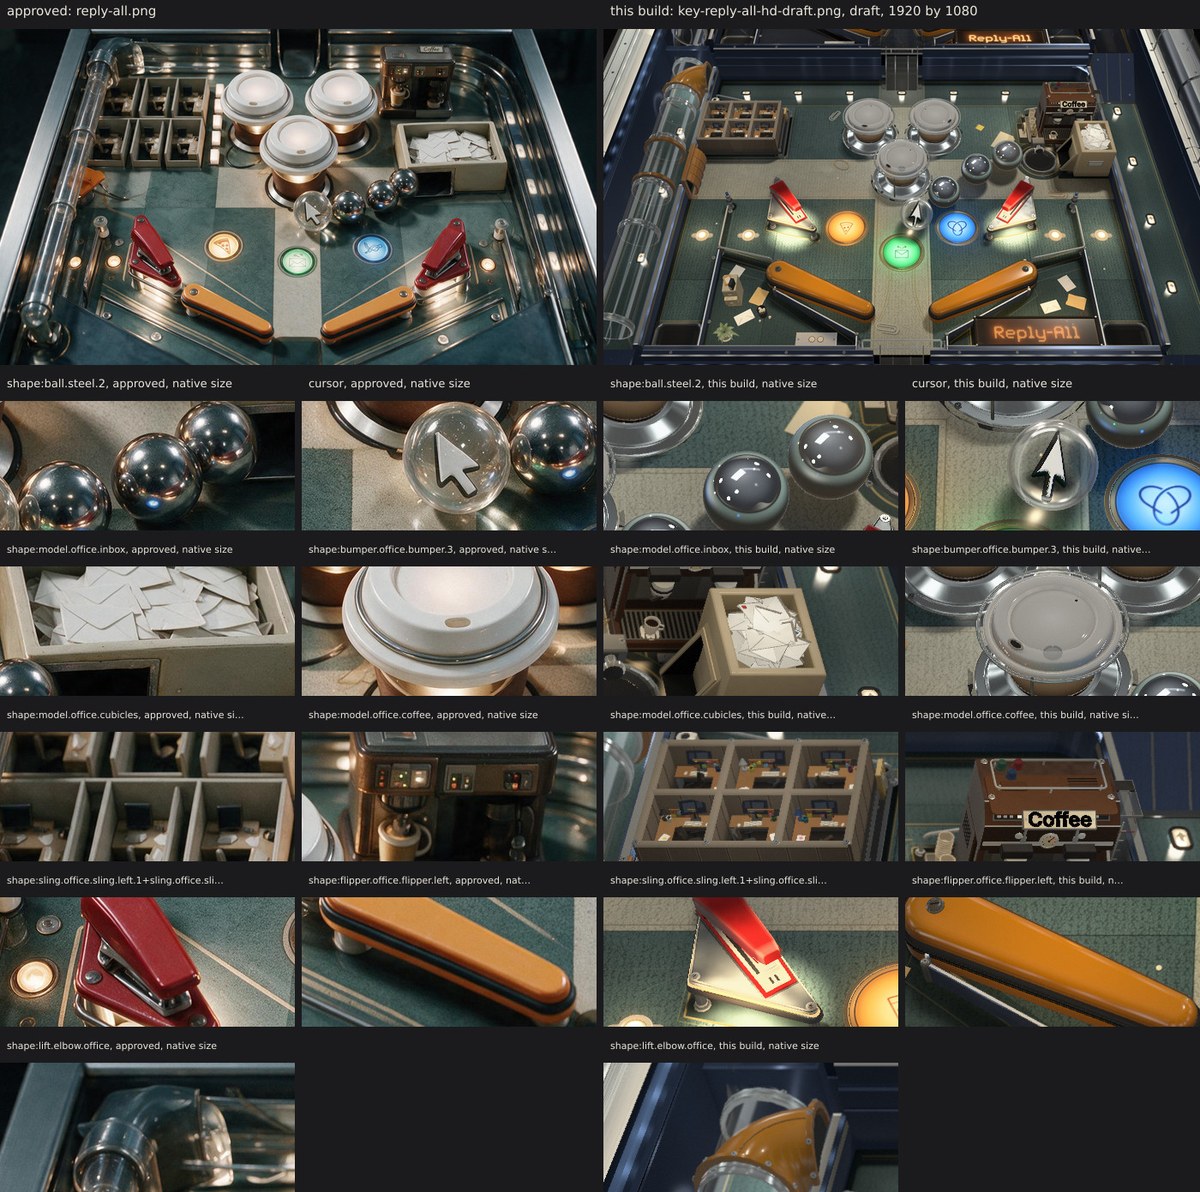 approved: reply-all.png
this build: key-reply-all-hd-draft.png, draft, 1920 by 1080
Coffee
Reply-All
Coffee
Reply-All
shape:ball.steel.2, approved, native size
cursor, approved, native size
shape:ball.steel.2, this build, native size
cursor, this build, native size
shape:model.office.inbox, approved, native size
shape:bumper.office.bumper.3, approved, native s...
shape:model.office.inbox, this build, native size
shape:bumper.office.bumper.3, this build, native...
shape:model.office.cubicles, approved, native si...
shape:model.office.coffee, approved, native size
shape:model.office.cubicles, this build, native...
shape:model.office.coffee, this build, native si...
Coffee
shape:sling.office.sling.left.1+sling.office.sli...
shape:flipper.office.flipper.left, approved, nat...
shape:sling.office.sling.left.1+sling.office.sli...
shape:flipper.office.flipper.left, this build, n...
shape:lift.elbow.office, approved, native size
shape:lift.elbow.office, this build, native size